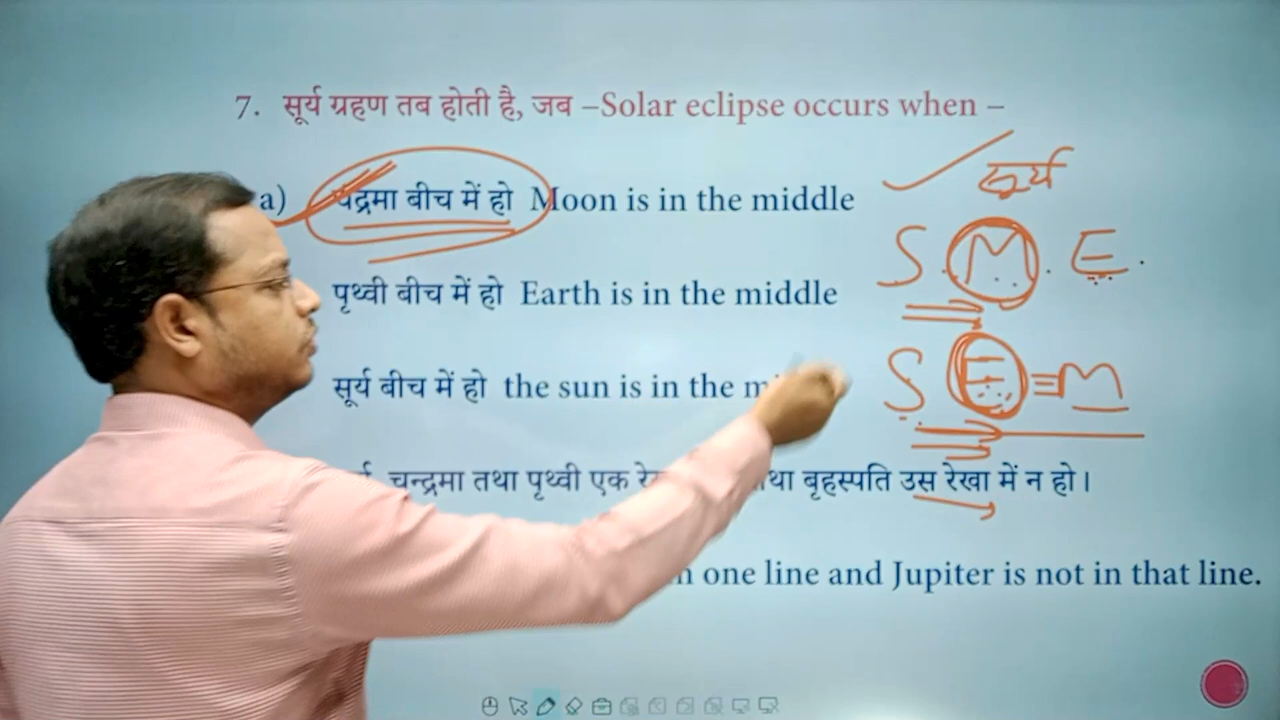 7. सूर्य ग्रहण तब होती है, जब –Solar eclipse occurs when –
a) चंद्रमा बीच में हो Moon is in the middle
सूर्य
S M E
पृथ्वी बीच में हो Earth is in the middle
S E M
सूर्य बीच में हो the sun is in the
चन्द्रमा तथा पृथ्वी एक बृहस्पति उस रेखा में न हो।
one line and Jupiter is not in that line.